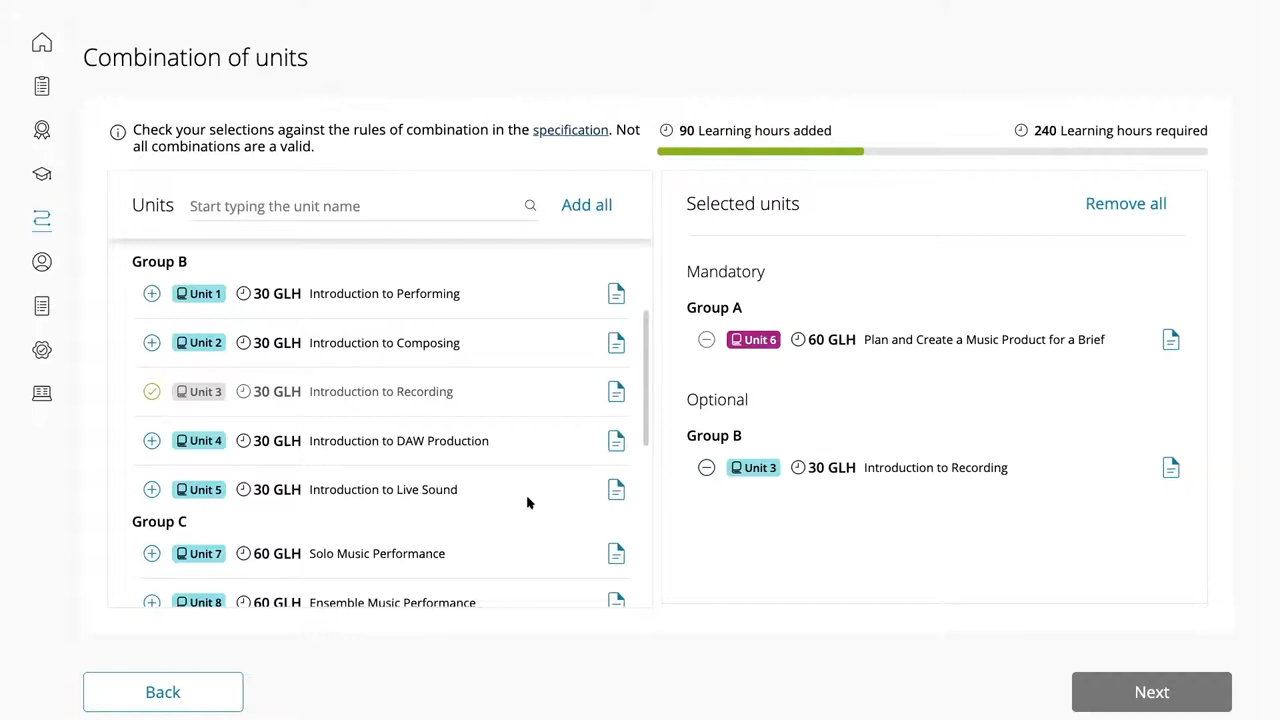 Combination of units
Check your selections against the rules of combination in the specification. Not
all combinations are a valid.
90 Learning hours added
240 Learning hours required
Units
Start typing the unit name
Add all
Group B
Unit 1 30 GLH Introduction to Performing
Unit 2 30 GLH Introduction to Composing
Unit 3 30 GLH Introduction to Recording
Unit 4 30 GLH Introduction to DAW Production
Unit 5 30 GLH Introduction to Live Sound
Group C
Unit 7 60 GLH Solo Music Performance
Unit 8 60 GLH Ensemble Music Performance
Selected units
Remove all
Mandatory
Group A
Unit 6 60 GLH Plan and Create a Music Product for a Brief
Optional
Group B
Unit 3 30 GLH Introduction to Recording
Back
Next